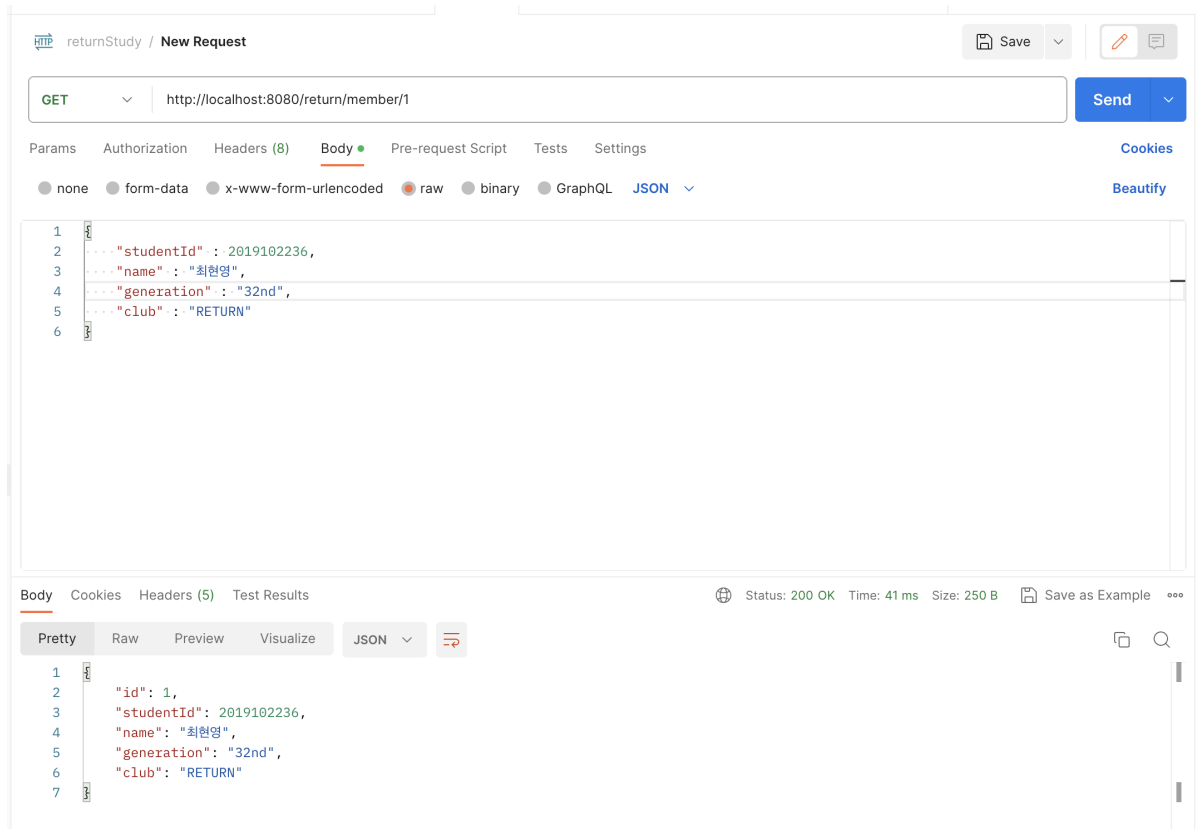 HTTP returnStudy / New Request Save
GET http://localhost:8080/return/member/1 Send
Params Authorization Headers (8) Body Pre-request Script Tests Settings Cookies
none form-data x-www-form-urlencoded raw binary GraphQL JSON Beautify
1 {
2 ····"studentId"·:·2019102236,
3 ····"name"·:·"최현영",
4 ····"generation"·:·"32nd",
5 ····"club"·:·"RETURN"
6 }
Body Cookies Headers (5) Test Results Status: 200 OK Time: 41 ms Size: 250 B Save as Example
Pretty Raw Preview Visualize JSON
1 {
2 "id": 1,
3 "studentId": 2019102236,
4 "name": "최현영",
5 "generation": "32nd",
6 "club": "RETURN"
7 }